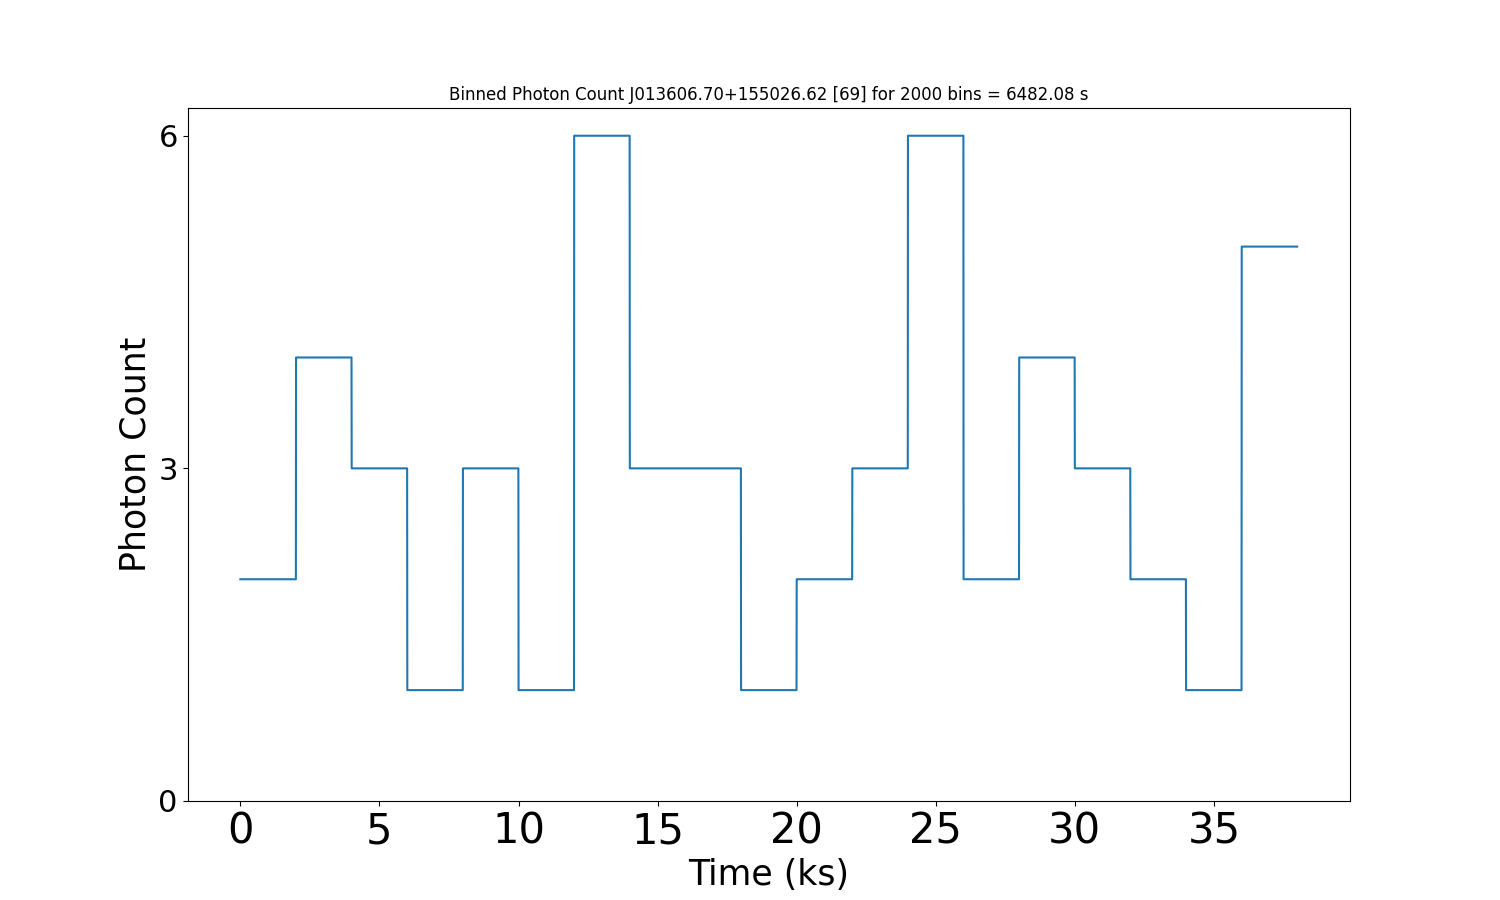 Binned Photon Count J013606.70+155026.62 [69] for 2000 bins = 6482.08 s
6
3
0
Photon Count
0 5 10 15 20 25 30 35
Time (ks)